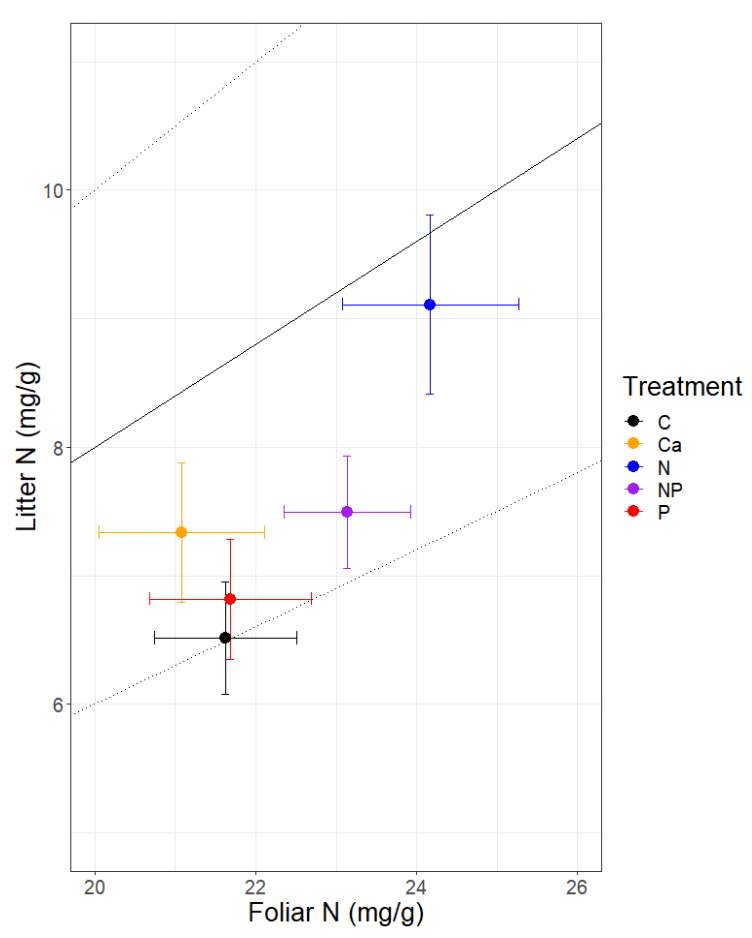 10
8
6
Litter N (mg/g)
20
22
24
26
Foliar N (mg/g)
Treatment
C
Ca
N
NP
P